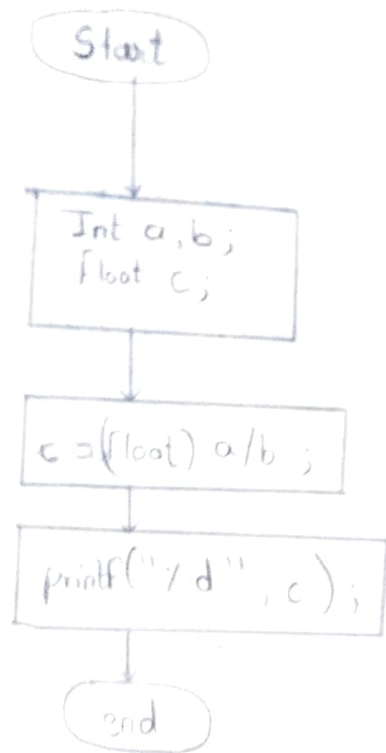 Start
Int a, b;
float c;
c = (float) a/b ;
printf("%d", c);
end